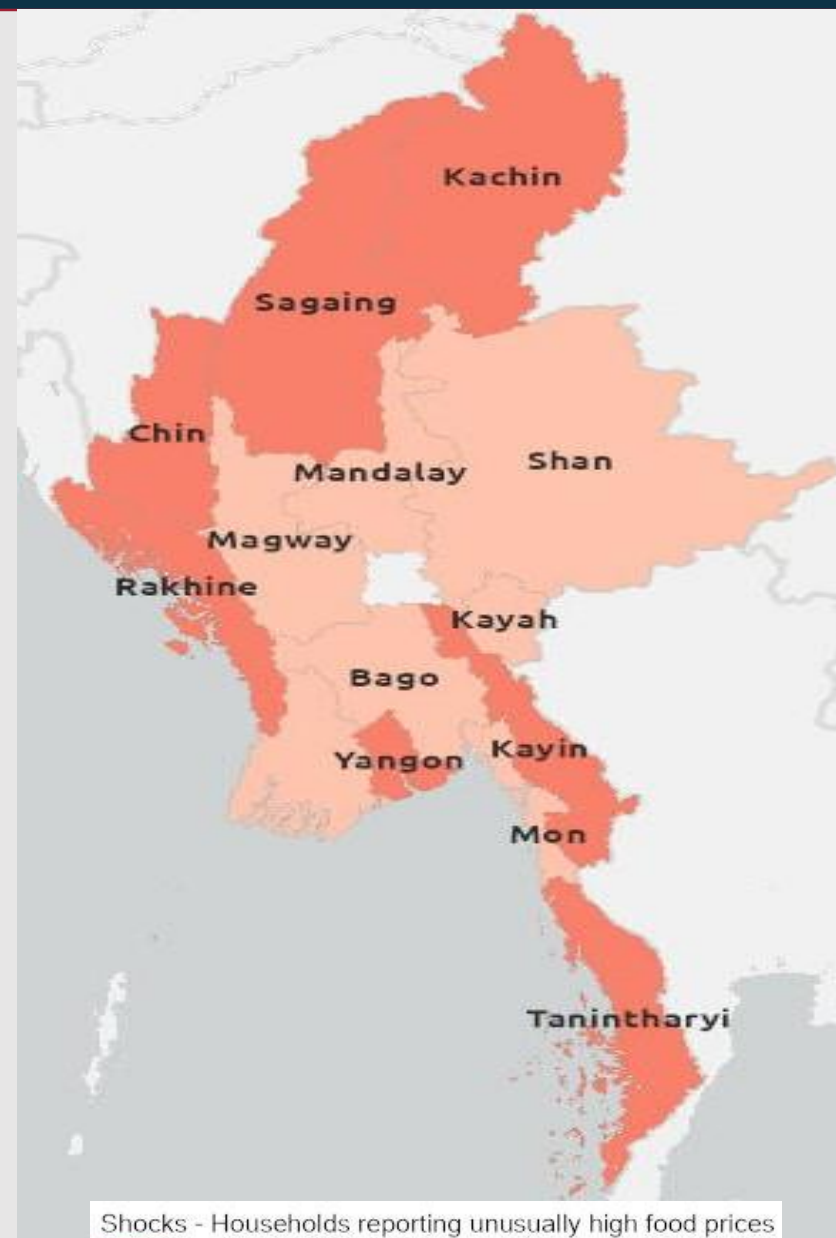 Kachin
Sagaing
Chin
Mandalay
Shan
Magway
Rakhine
Kayah
Bago
Yangon
Kayin
Mon
Tanintharyi
Shocks - Households reporting unusually high food prices